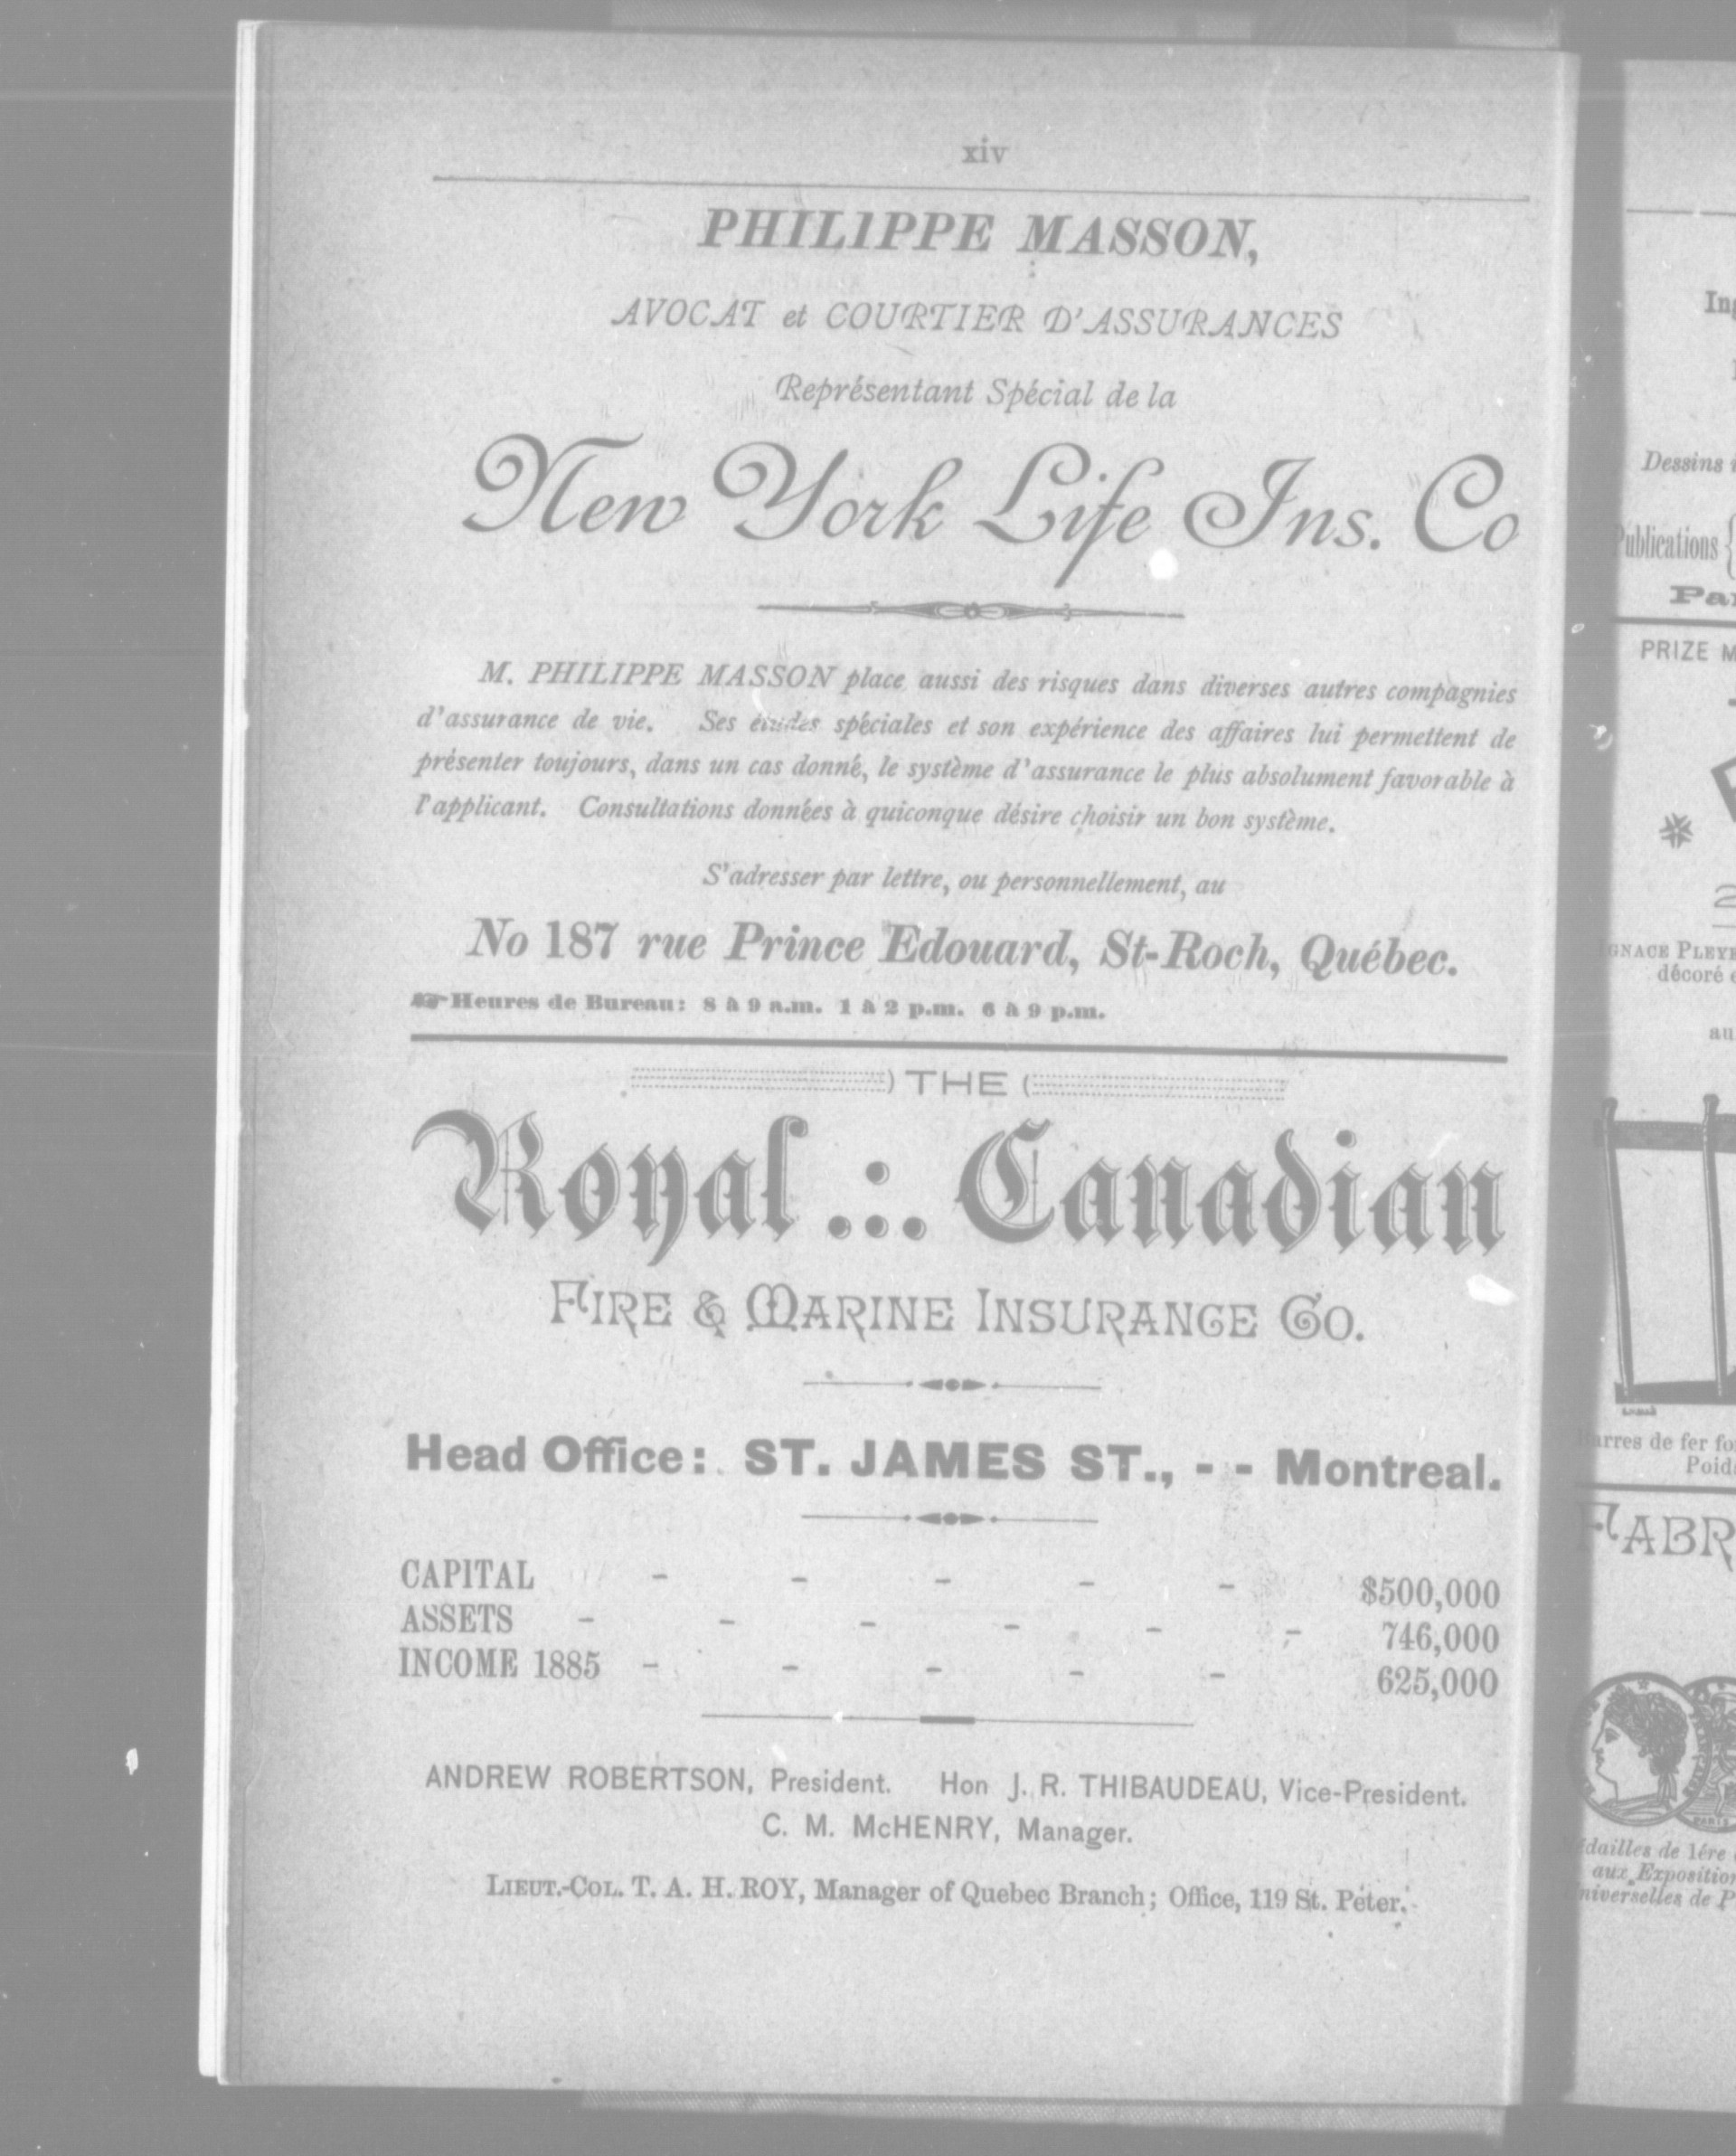 xiv
PHILIPPE MASSON,
AVOCAT et COURTIER D'ASSURANCES
Représentant Spécial de la
New York Life Ins. Co
M. PHILIPPE MASSON place aussi des risques dans diverses autres compagnies
d'assurance de vie. Ses études spéciales et son expérience des affaires lui permettent de
présenter toujours, dans un cas donné, le système d'assurance le plus absolument favorable à
l'applicant. Consultations données à quiconque désire choisir un bon système.
S'adresser par lettre, ou personnellement, au
No 187 rue Prince Edouard, St-Roch, Québec.
Heures de Bureau: 8 à 9 a.m. 1 à 2 p.m. 6 à 9 p.m.
THE
Royal Canadian
FIRE & MARINE INSURANCE CO.
Head Office: ST. JAMES ST., - - Montreal.
CAPITAL - - - - - $500,000
ASSETS - - - - - - 746,000
INCOME 1885 - - - - - 625,000
ANDREW ROBERTSON, President. Hon J. R. THIBAUDEAU, Vice-President.
C. M. McHENRY, Manager.
LIEUT.-COL. T. A. H. ROY, Manager of Quebec Branch; Office, 119 St. Peter.
Dessins
Publications {
PRIZE
PLEYE
décoré
au
de fer
FABR
de 1ére
aux Exposition
de P